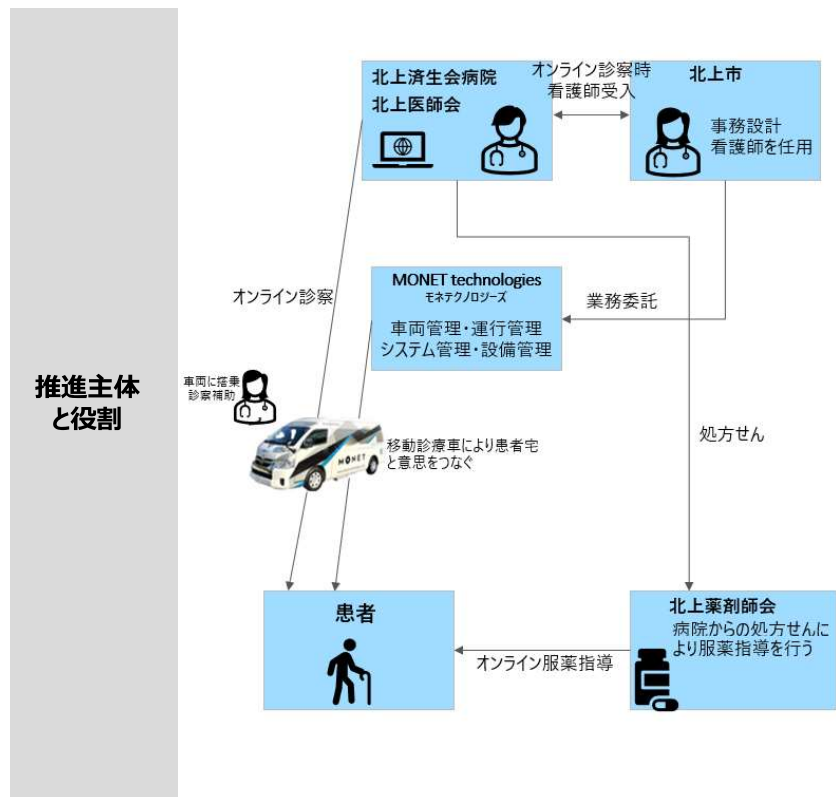 推進主体
と役割
北上済生会病院
北上医師会
オンライン診察時
看護師受入
北上市
事務設計
看護師を任用
オンライン診察
MONET technologies
モネテクノロジーズ
車両管理・運行管理
システム管理・設備管理
業務委託
車両に搭乗
診察補助
MONET
移動診療車により患者宅
と意思をつなぐ
処方せん
患者
オンライン服薬指導
北上薬剤師会
病院からの処方せんに
より服薬指導を行う